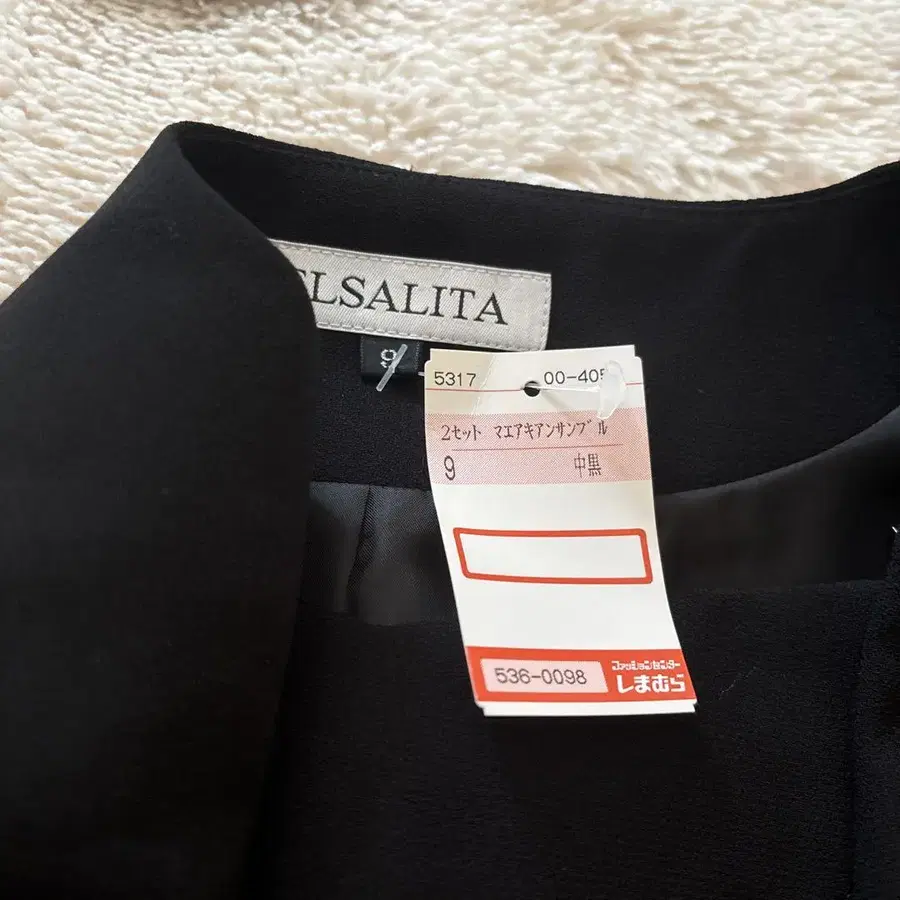 ELSALITA
9
5317 00-405
2セット マエアキアンサンブル
9 中黒
536-0098
ファッションセンター
しまむら